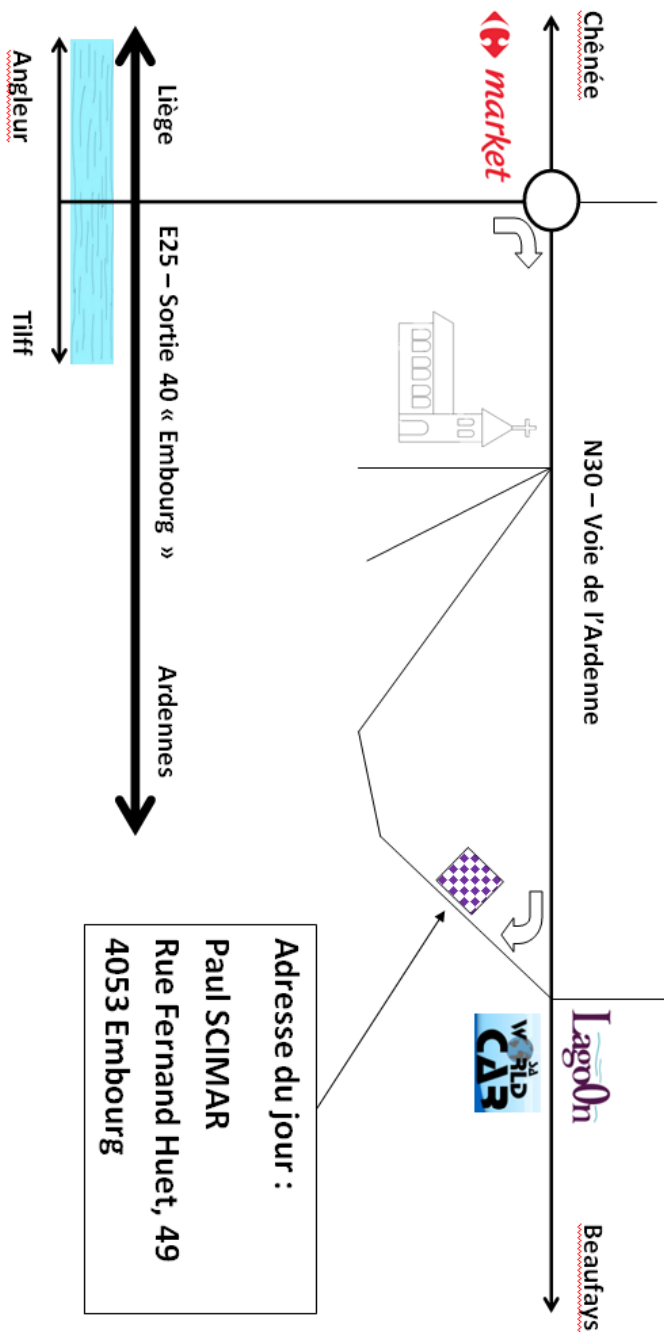 Chênée
N30 – Voie de l'Ardenne
LagoOn
Beaufays
market
WORLD
CAB
Adresse du jour :
Paul SCIMAR
Rue Fernand Huet, 49
4053 Embourg
Liège
E25 – Sortie 40 « Embourg »
Ardennes
Angleur
Tilff